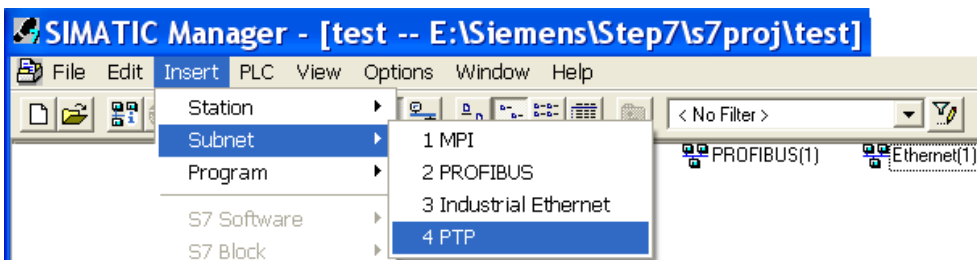 SIMATIC Manager - [test -- E:\Siemens\Step7\s7proj\test]
File Edit Insert PLC View Options Window Help
Station
< No Filter >
Subnet
1 MPI
PROFIBUS(1) Ethernet(1)
Program
2 PROFIBUS
3 Industrial Ethernet
S7 Software
4 PTP
S7 Block